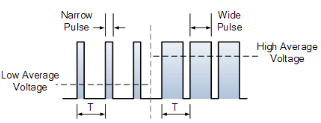 Narrow
Pulse
Wide
Pulse
High Average
Voltage
Low Average
Voltage
T
T